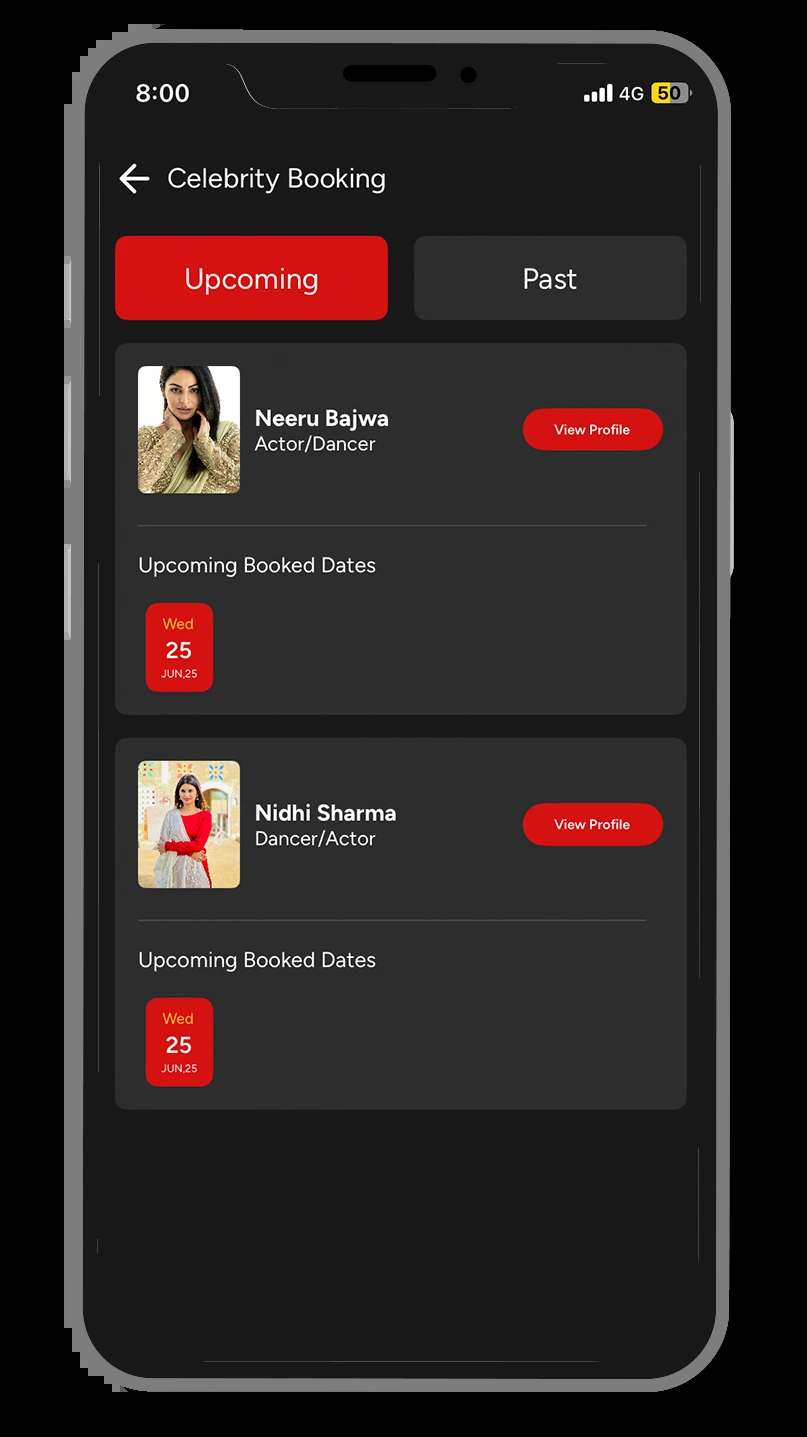 8:00
4G 50
Celebrity Booking
Upcoming
Past
Neeru Bajwa
Actor/Dancer
View Profile
Upcoming Booked Dates
Wed
25
JUN,25
Nidhi Sharma
Dancer/Actor
View Profile
Upcoming Booked Dates
Wed
25
JUN,25